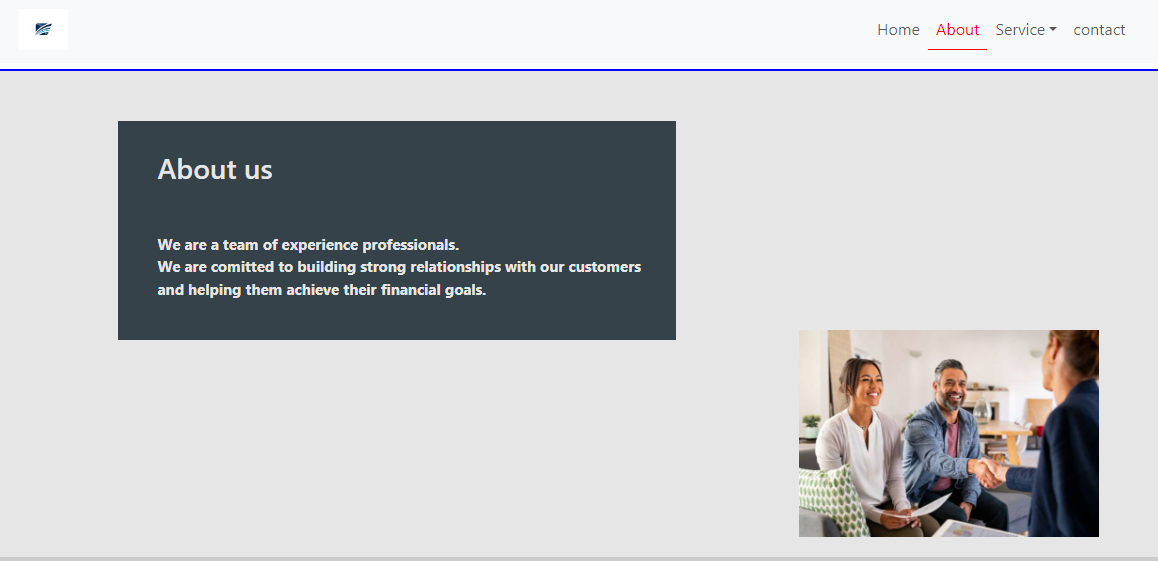 Home About Service contact
About us
We are a team of experience professionals.
We are comitted to building strong relationships with our customers
and helping them achieve their financial goals.